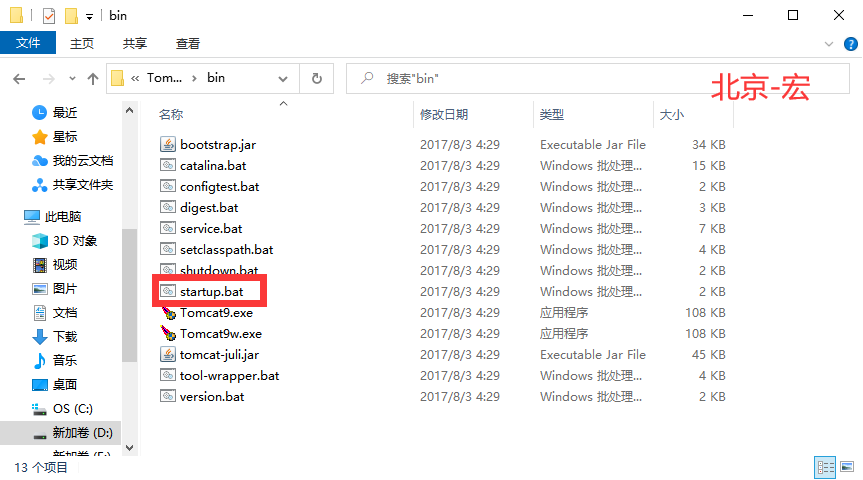 bin
文件 主页 共享 查看
« Tom... › bin 搜索"bin"
北京-宏
名称 修改日期 类型 大小
最近
星标
我的云文档
共享文件夹
此电脑
3D 对象
视频
图片
文档
下载
音乐
桌面
OS (C:)
新加卷 (D:)
新加卷 (E:)
bootstrap.jar 2017/8/3 4:29 Executable Jar File 34 KB
catalina.bat 2017/8/3 4:29 Windows 批处理... 15 KB
configtest.bat 2017/8/3 4:29 Windows 批处理... 2 KB
digest.bat 2017/8/3 4:29 Windows 批处理... 3 KB
service.bat 2017/8/3 4:29 Windows 批处理... 7 KB
setclasspath.bat 2017/8/3 4:29 Windows 批处理... 4 KB
shutdown.bat 2017/8/3 4:29 Windows 批处理... 2 KB
startup.bat 2017/8/3 4:29 Windows 批处理... 2 KB
Tomcat9.exe 2017/8/3 4:29 应用程序 108 KB
Tomcat9w.exe 2017/8/3 4:29 应用程序 108 KB
tomcat-juli.jar 2017/8/3 4:29 Executable Jar File 45 KB
tool-wrapper.bat 2017/8/3 4:29 Windows 批处理... 4 KB
version.bat 2017/8/3 4:29 Windows 批处理... 2 KB
13 个项目